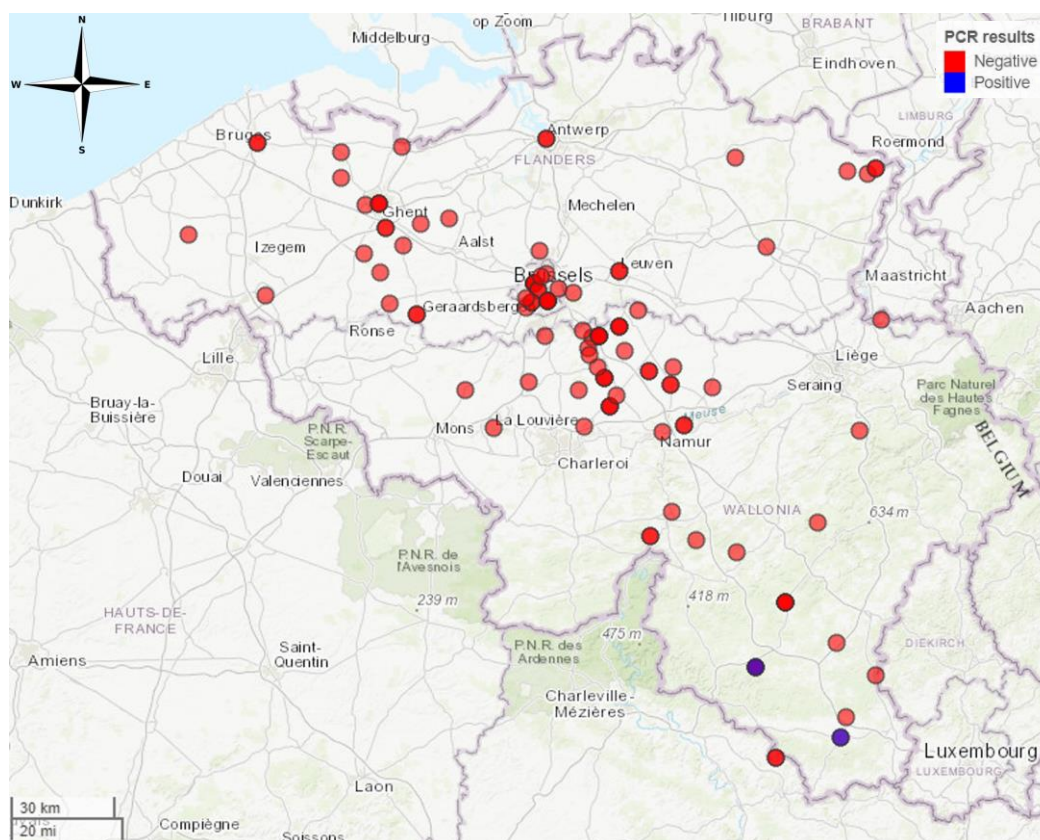 op Zoom
Tilburg
BRABANT
N
Middelburg
PCR results
Negative
Positive
Eindhoven
W
E
S
Bruges
Antwerp
LIMBURG
Roermond
FLANDERS
Dunkirk
Ghent
Mechelen
Izegem
Aalst
Brussels
Leuven
Maastricht
Geraardsbergen
Aachen
Ronse
Lille
Liège
Seraing
Parc Naturel
des Hautes
Fagnes
Bruay-la-
Buissière
Meuse
Mons
La Louvière
P.N.R.
Scarpe-
Escaut
Namur
BELGIUM
Charleroi
Douai
Valenciennes
WALLONIA
634 m
P.N.R. de
l'Avesnois
239 m
418 m
HAUTS-DE-
FRANCE
475 m
DIEKIRCH
Saint-
Quentin
P.N.R. des
Ardennes
Amiens
Charleville-
Mézières
Luxembourg
LUXEMBOURG
Laon
30 km
20 mi
Compiègne
Soissons